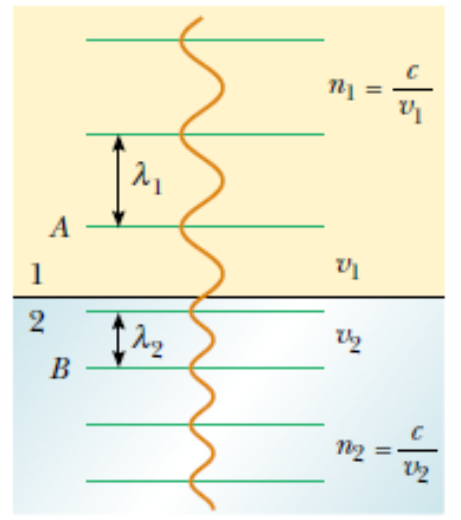 n₁ = c/v₁
λ₁
A
1
v₁
2
λ₂
v₂
B
n₂ = c/v₂